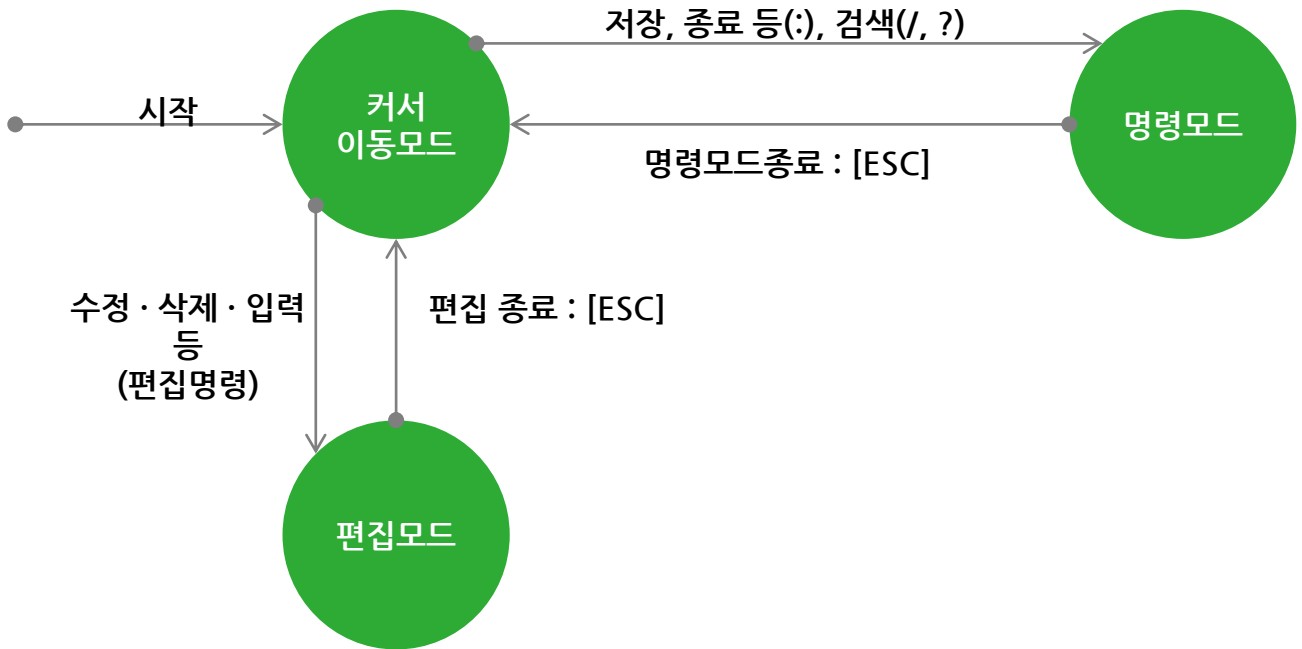 저장, 종료 등(:), 검색(/, ?)
시작
커서
이동모드
명령모드
명령모드종료 : [ESC]
수정 · 삭제 · 입력
등
(편집명령)
편집 종료 : [ESC]
편집모드